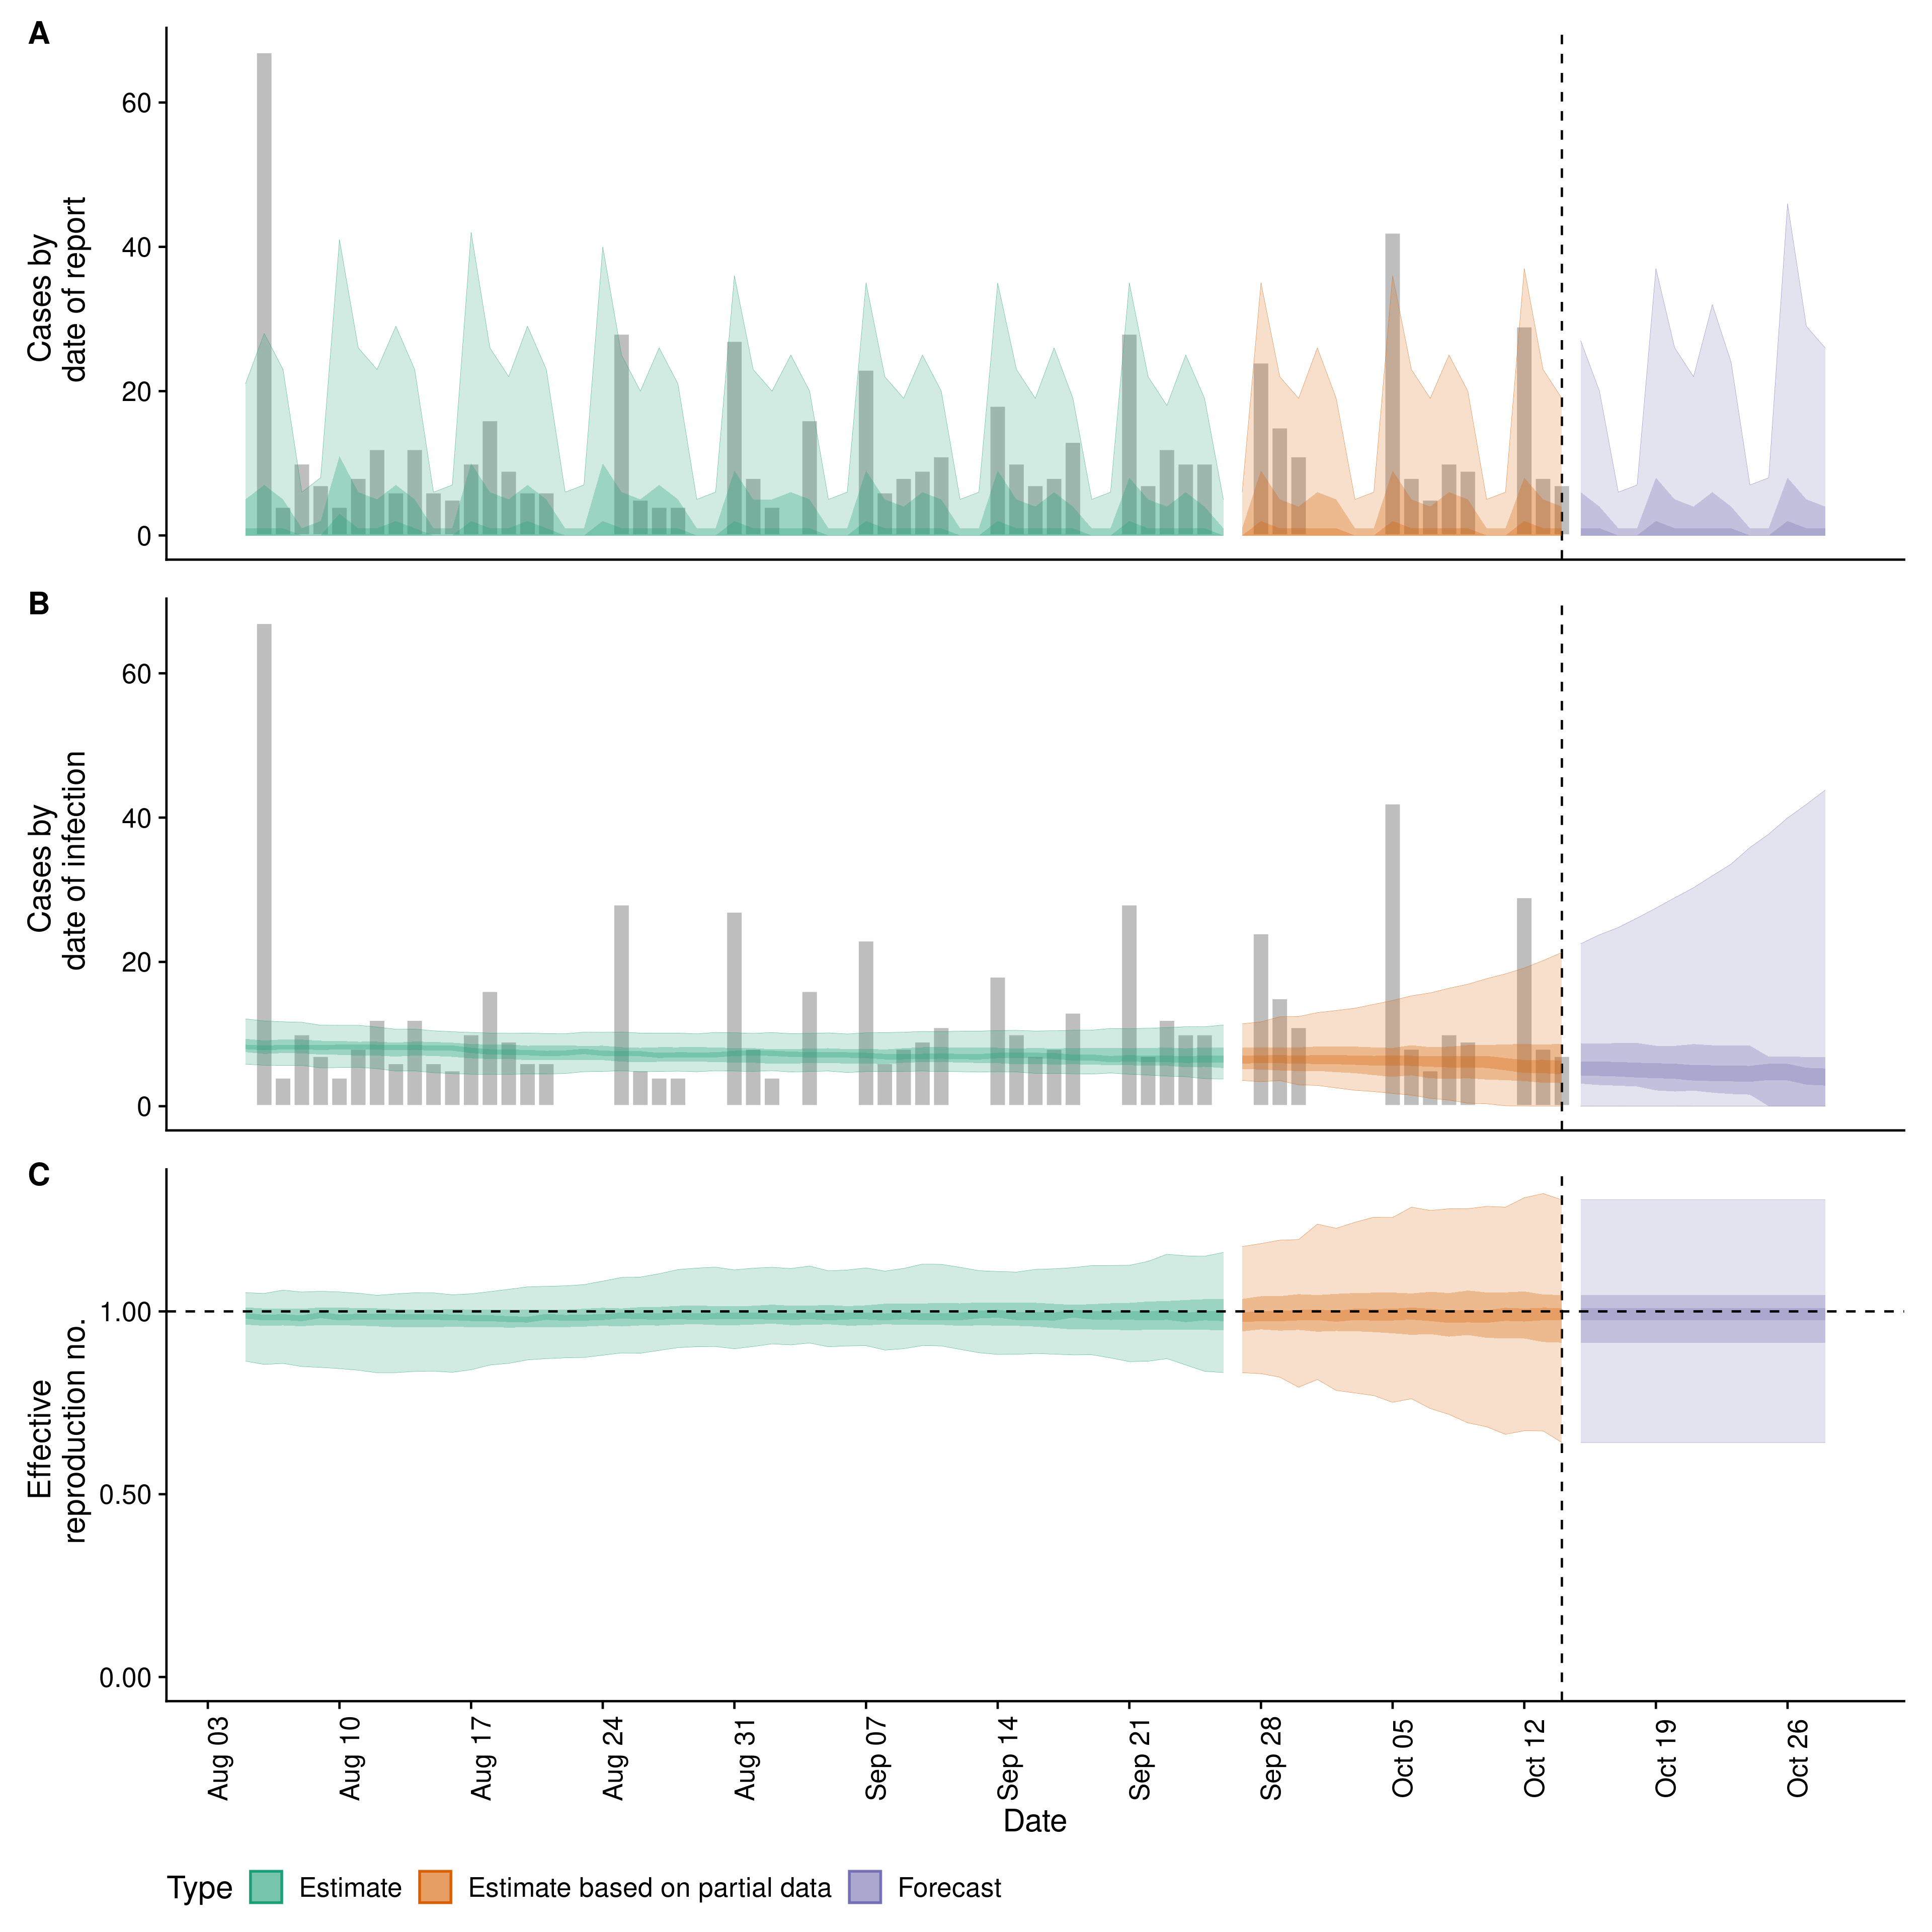 A
60
40
20
0
Cases by
date of report
B
60
40
20
0
Cases by
date of infection
C
1.00
0.50
0.00
Effective
reproduction no.
Aug 03
Aug 10
Aug 17
Aug 24
Aug 31
Sep 07
Sep 14
Sep 21
Sep 28
Oct 05
Oct 12
Oct 19
Oct 26
Date
Type Estimate Estimate based on partial data Forecast